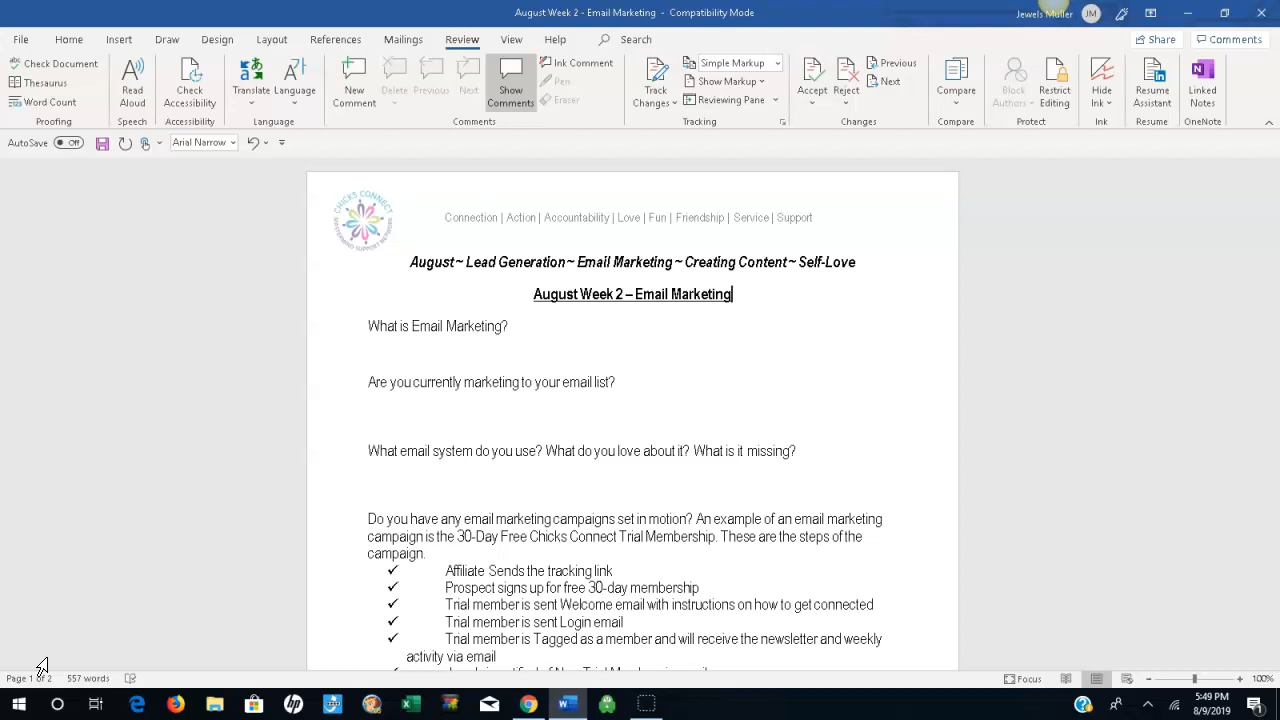 August Week 2 - Email Marketing - Compatibility Mode
Jewels Muller JM
File Home Insert Draw Design Layout References Mailings Review View Help Search Share Comments
Check Document
Thesaurus
Word Count
Proofing
Read Aloud
Speech
Check Accessibility
Accessibility
Translate Language
Language
New Comment Delete Previous Next Show Comments
Ink Comment
Pen
Eraser
Comments
Track Changes
Simple Markup
Show Markup
Reviewing Pane
Tracking
Accept Reject
Previous
Next
Changes
Compare
Compare
Block Authors Restrict Editing
Protect
Hide Ink
Ink
Resume Assistant
Resume
Linked Notes
OneNote
AutoSave Off Arial Narrow
CHICKS CONNECT
MASTERMIND SUPPORT NETWORK
Connection | Action | Accountability | Love | Fun | Friendship | Service | Support
August~ Lead Generation~ Email Marketing~ Creating Content~ Self-Love
August Week 2 – Email Marketing
What is Email Marketing?
Are you currently marketing to your email list?
What email system do you use? What do you love about it? What is it missing?
Do you have any email marketing campaigns set in motion? An example of an email marketing
campaign is the 30-Day Free Chicks Connect Trial Membership. These are the steps of the
campaign.
✓ Affiliate Sends the tracking link
✓ Prospect signs up for free 30-day membership
✓ Trial member is sent Welcome email with instructions on how to get connected
✓ Trial member is sent Login email
✓ Trial member is Tagged as a member and will receive the newsletter and weekly
activity via email
Page 1 of 2 557 words Focus 100%
5:49 PM
8/9/2019